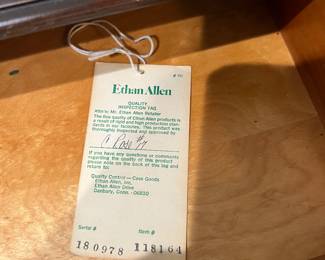 Ethan Allen
QUALITY
INSPECTION TAG
Attn'n: Mr. Ethan Allen Retailer
The fine quality of Ethan Allen products is
a result of rigid and high production stan-
dards in our factories. This product was
thoroughly inspected and approved by
If you have any questions or comments
regarding the quality of this product
please able on the back of this tag and
return to:
Quality Control — Case Goods
Ethan Allen, Inc.
Ethan Allen Drive
Danbury, Conn. 06810
Serial # Item #
180978 118164